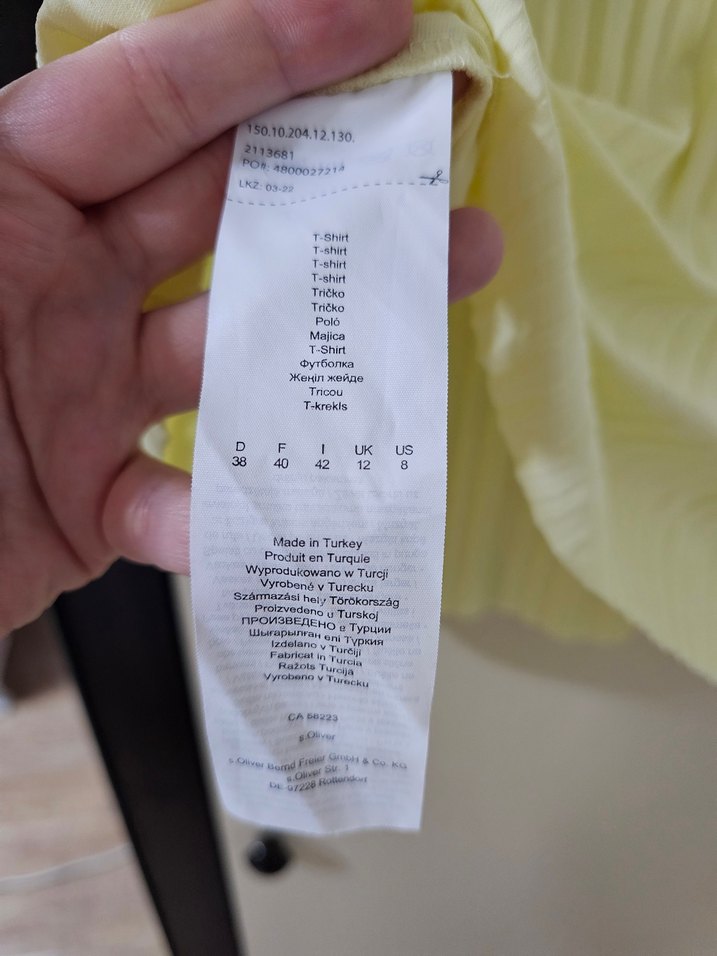 150.10.204.12.130.
2113681
PO#: 4800027214
LKZ: 03-22
T-Shirt
T-shirt
T-shirt
T-shirt
Tričko
Tričko
Poló
Majica
T-Shirt
Футболка
Жеңіл жейде
Tricou
T-krekls
D F I UK US
38 40 42 12 8
Made in Turkey
Produit en Turquie
Wyprodukowano w Turcji
Vyrobené v Turecku
Származási hely Törökország
Proizvedeno u Turskoj
ПРОИЗВЕДЕНО в Турции
Шығарылған елі Түркия
Izdelano v Turčiji
Fabricat in Turcia
Ražots Turcijā
Vyrobeno v Turecku
CA 56223
s.Oliver
s.Oliver Bernd Freier GmbH & Co. KG
s.Oliver Str. 1
DE-97228 Rottendorf